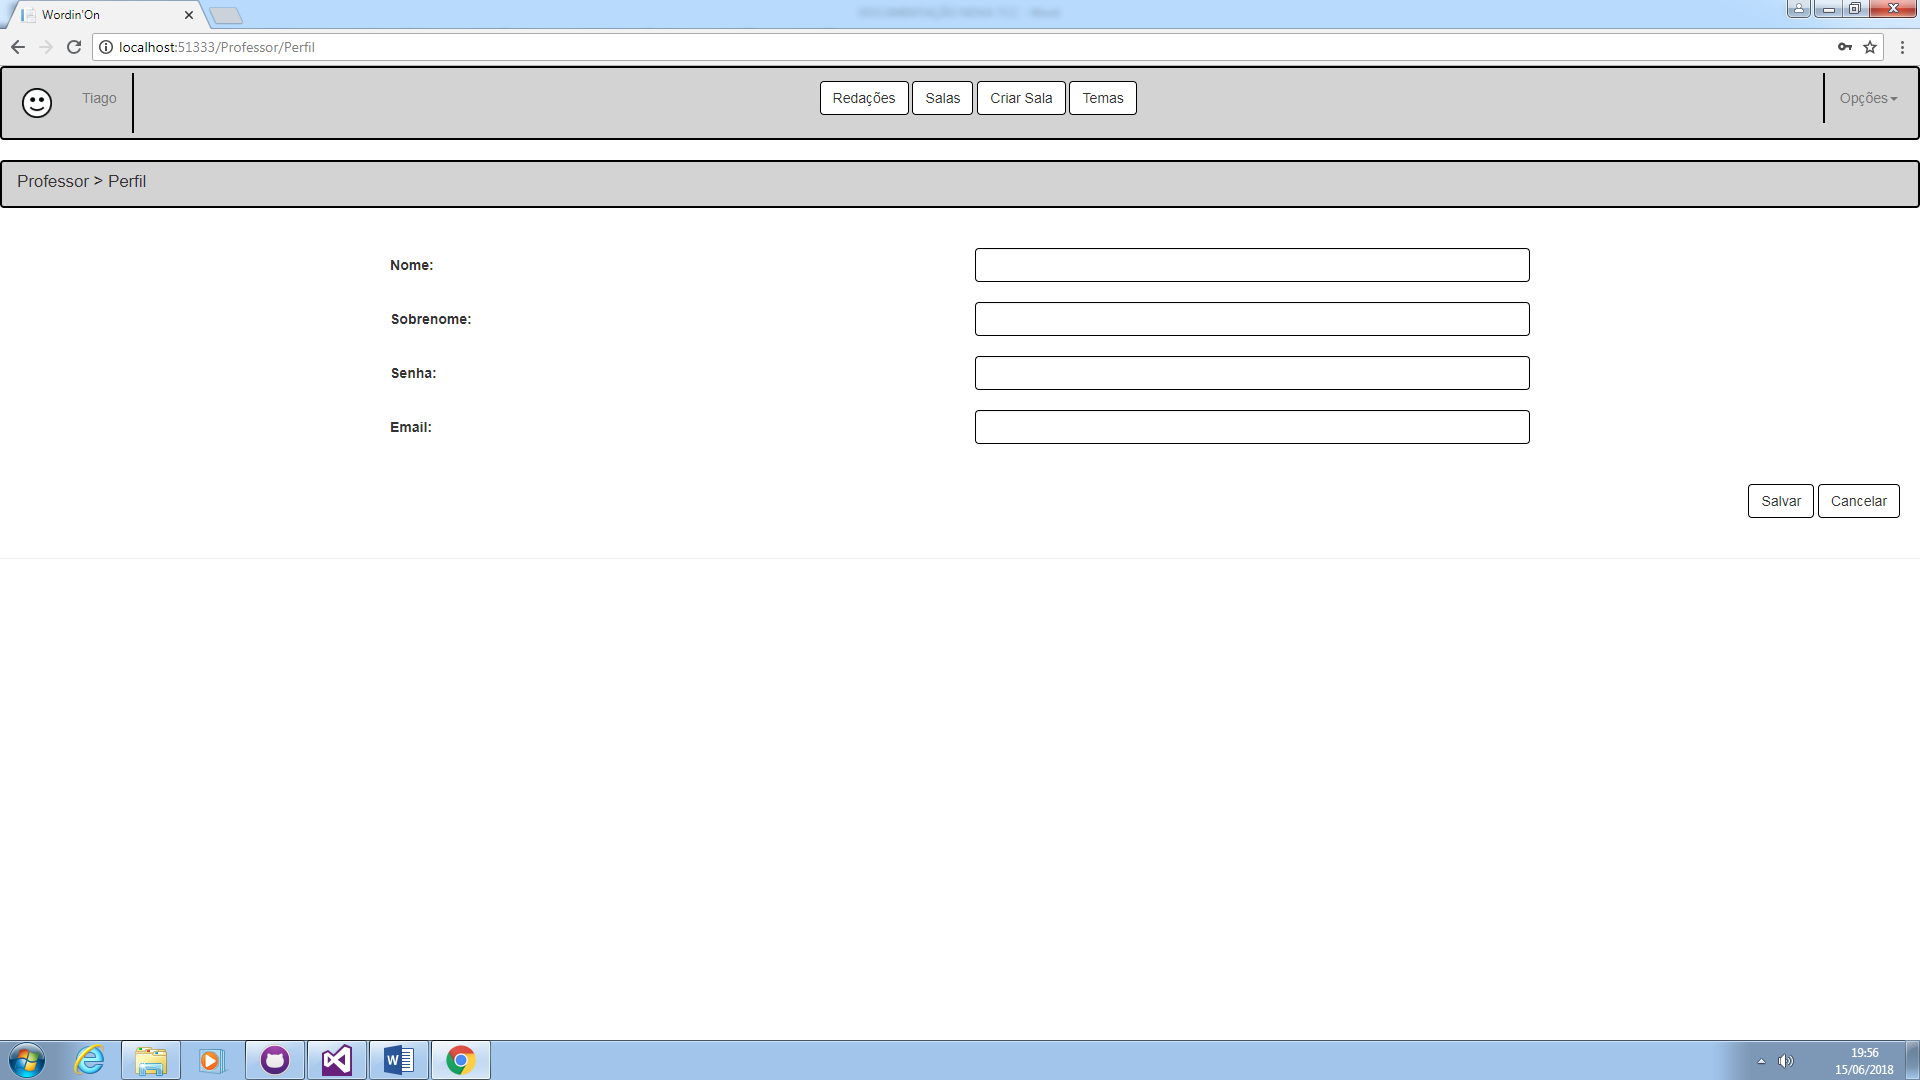 Wordin'On
localhost:51333/Professor/Perfil
Tiago
Redações Salas Criar Sala Temas
Opções
Professor > Perfil
Nome:
Sobrenome:
Senha:
Email:
Salvar Cancelar
19:56
15/06/2018